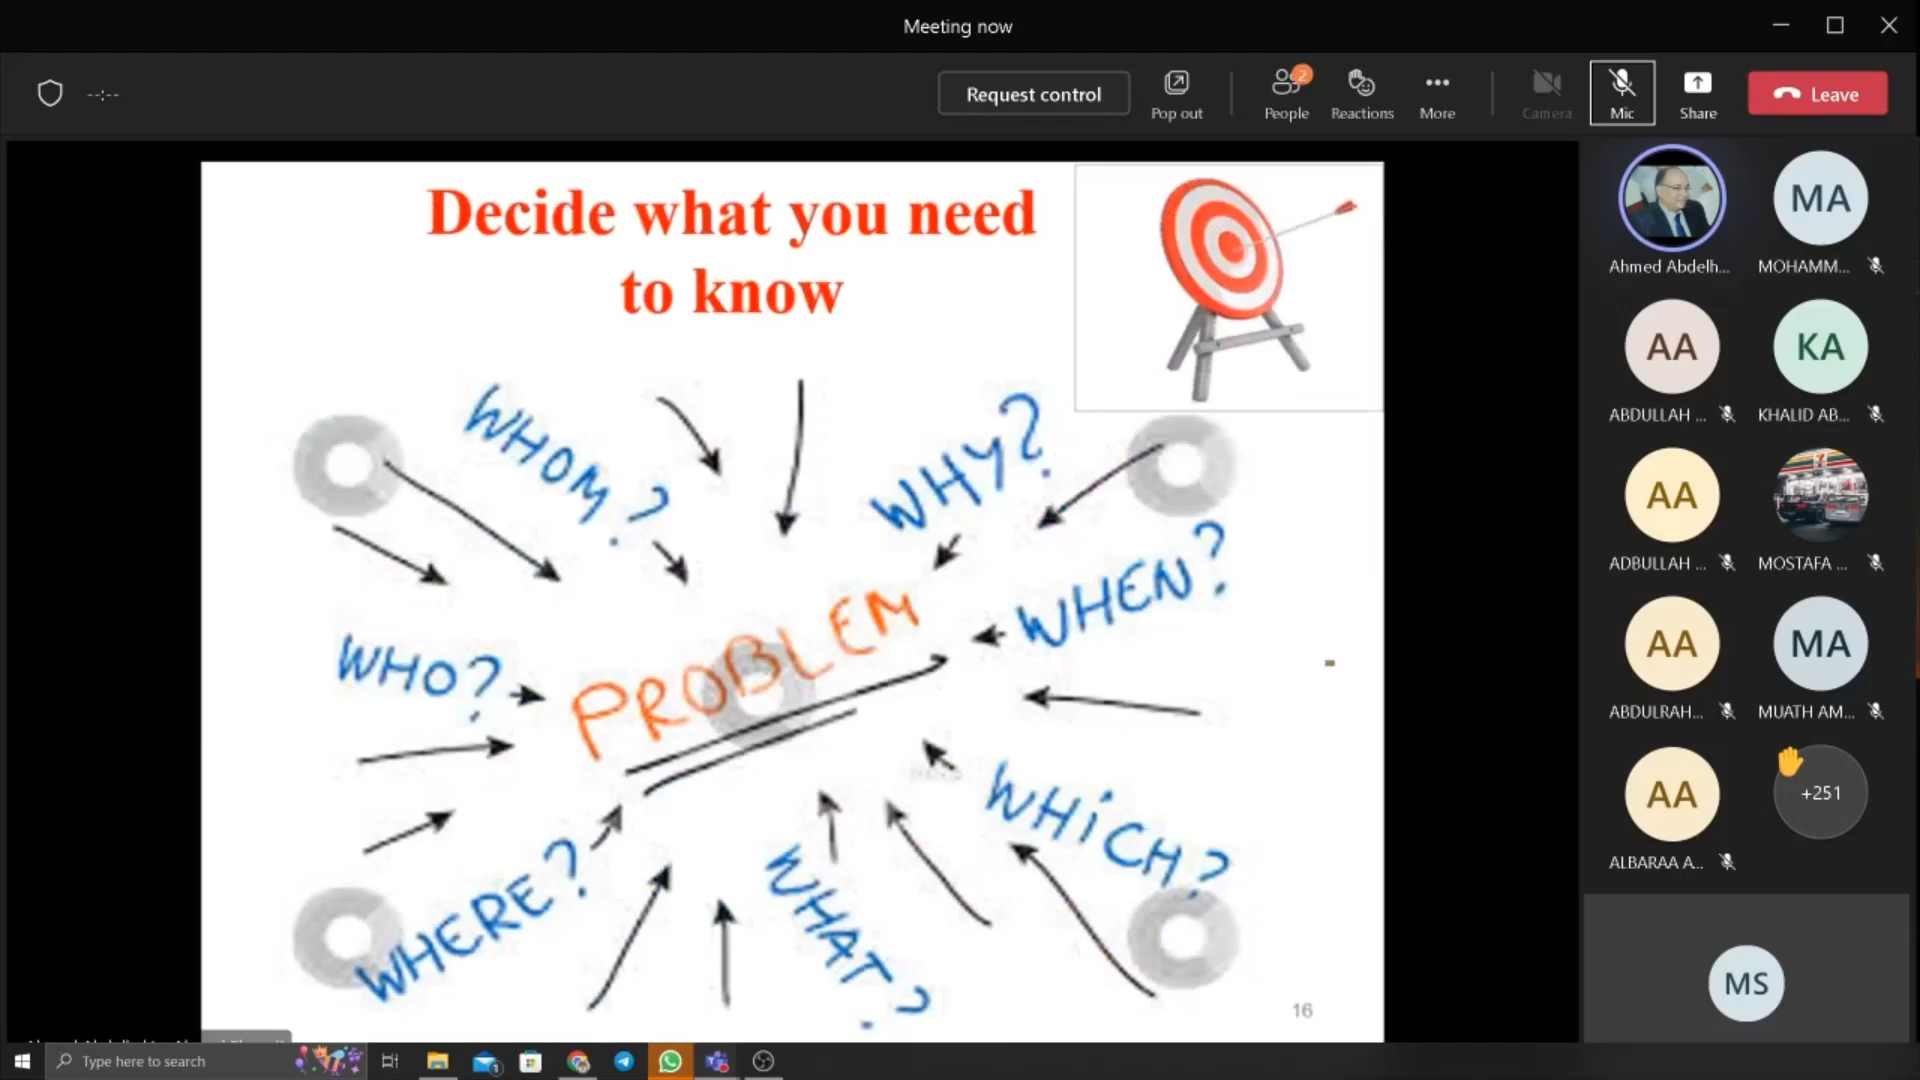 Meeting now
--:--
Request control
Pop out
2
People
Reactions
More
Camera
Mic
Share
Leave
Decide what you need
to know
WHOM?
WHY?
WHEN?
WHO?
PROBLEM
WHICH?
WHERE?
WHAT?
16
Ahmed Abdelh...
MA
MOHAMM...
AA
ABDULLAH ...
KA
KHALID AB...
AA
ADBULLAH ...
MOSTAFA ...
AA
ABDULRAH...
MA
MUATH AM...
AA
ALBARAA A...
+251
MS
Type here to search
1